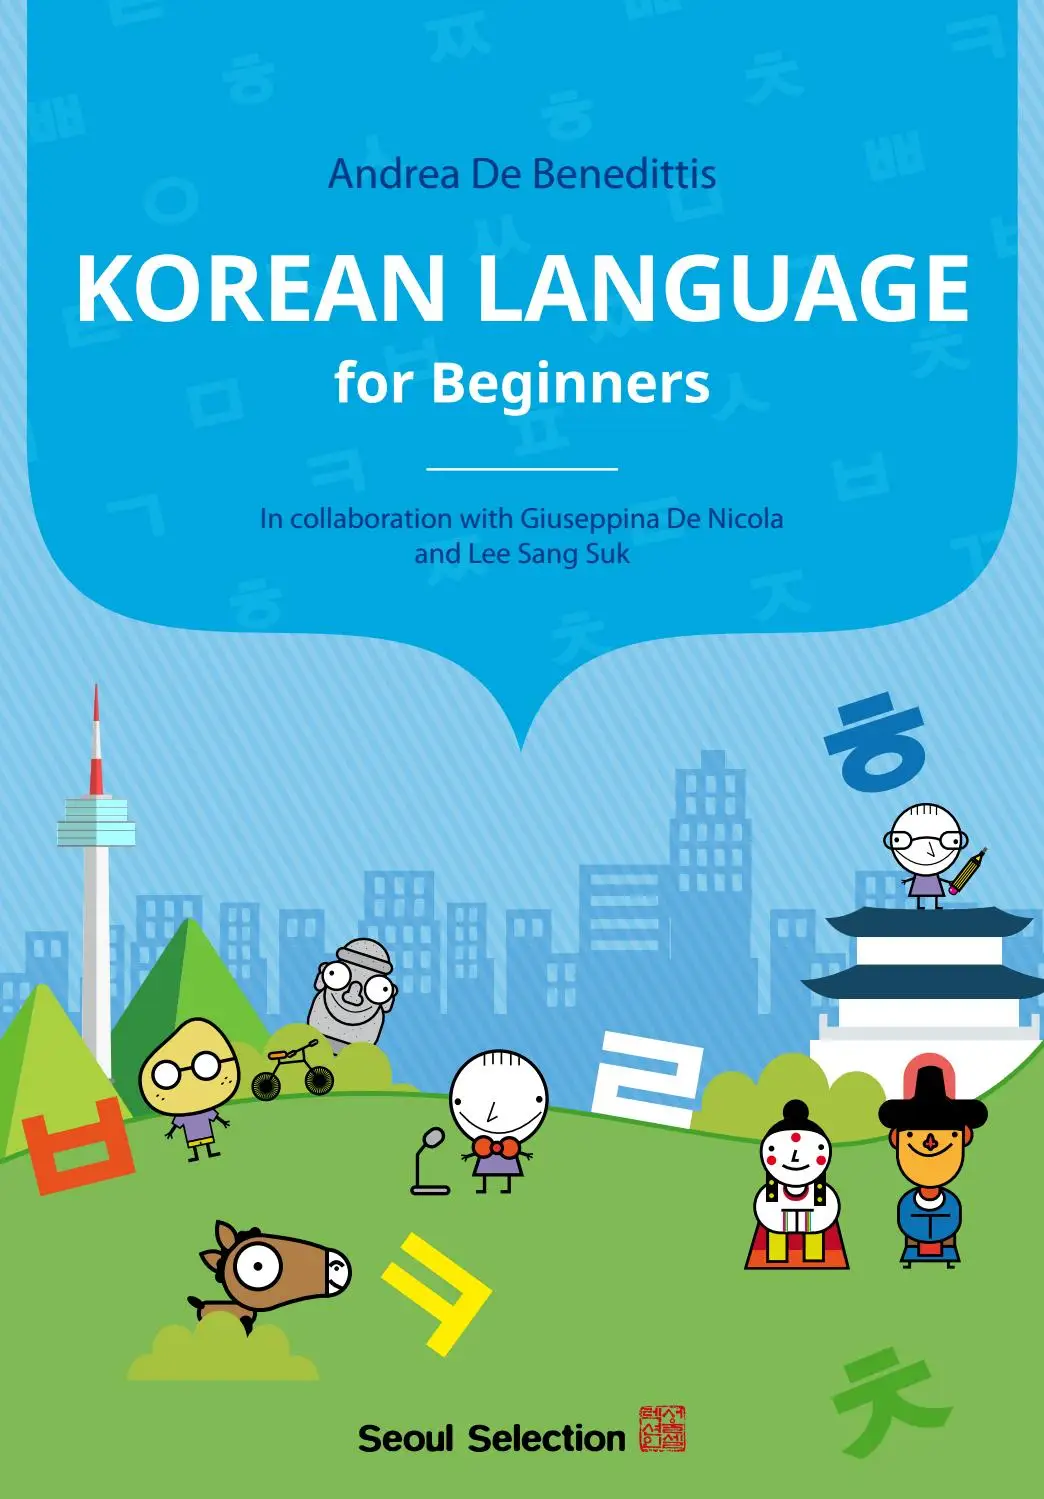 Andrea De Benedittis
KOREAN LANGUAGE
for Beginners
In collaboration with Giuseppina De Nicola
and Lee Sang Suk
ㅎ
ㄹ
ㅂ
ㅋ
ㅊ
Seoul Selection